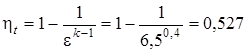 η_t = 1 − 1/ε^(k−1) = 1 − 1/6,5^0,4 = 0,527